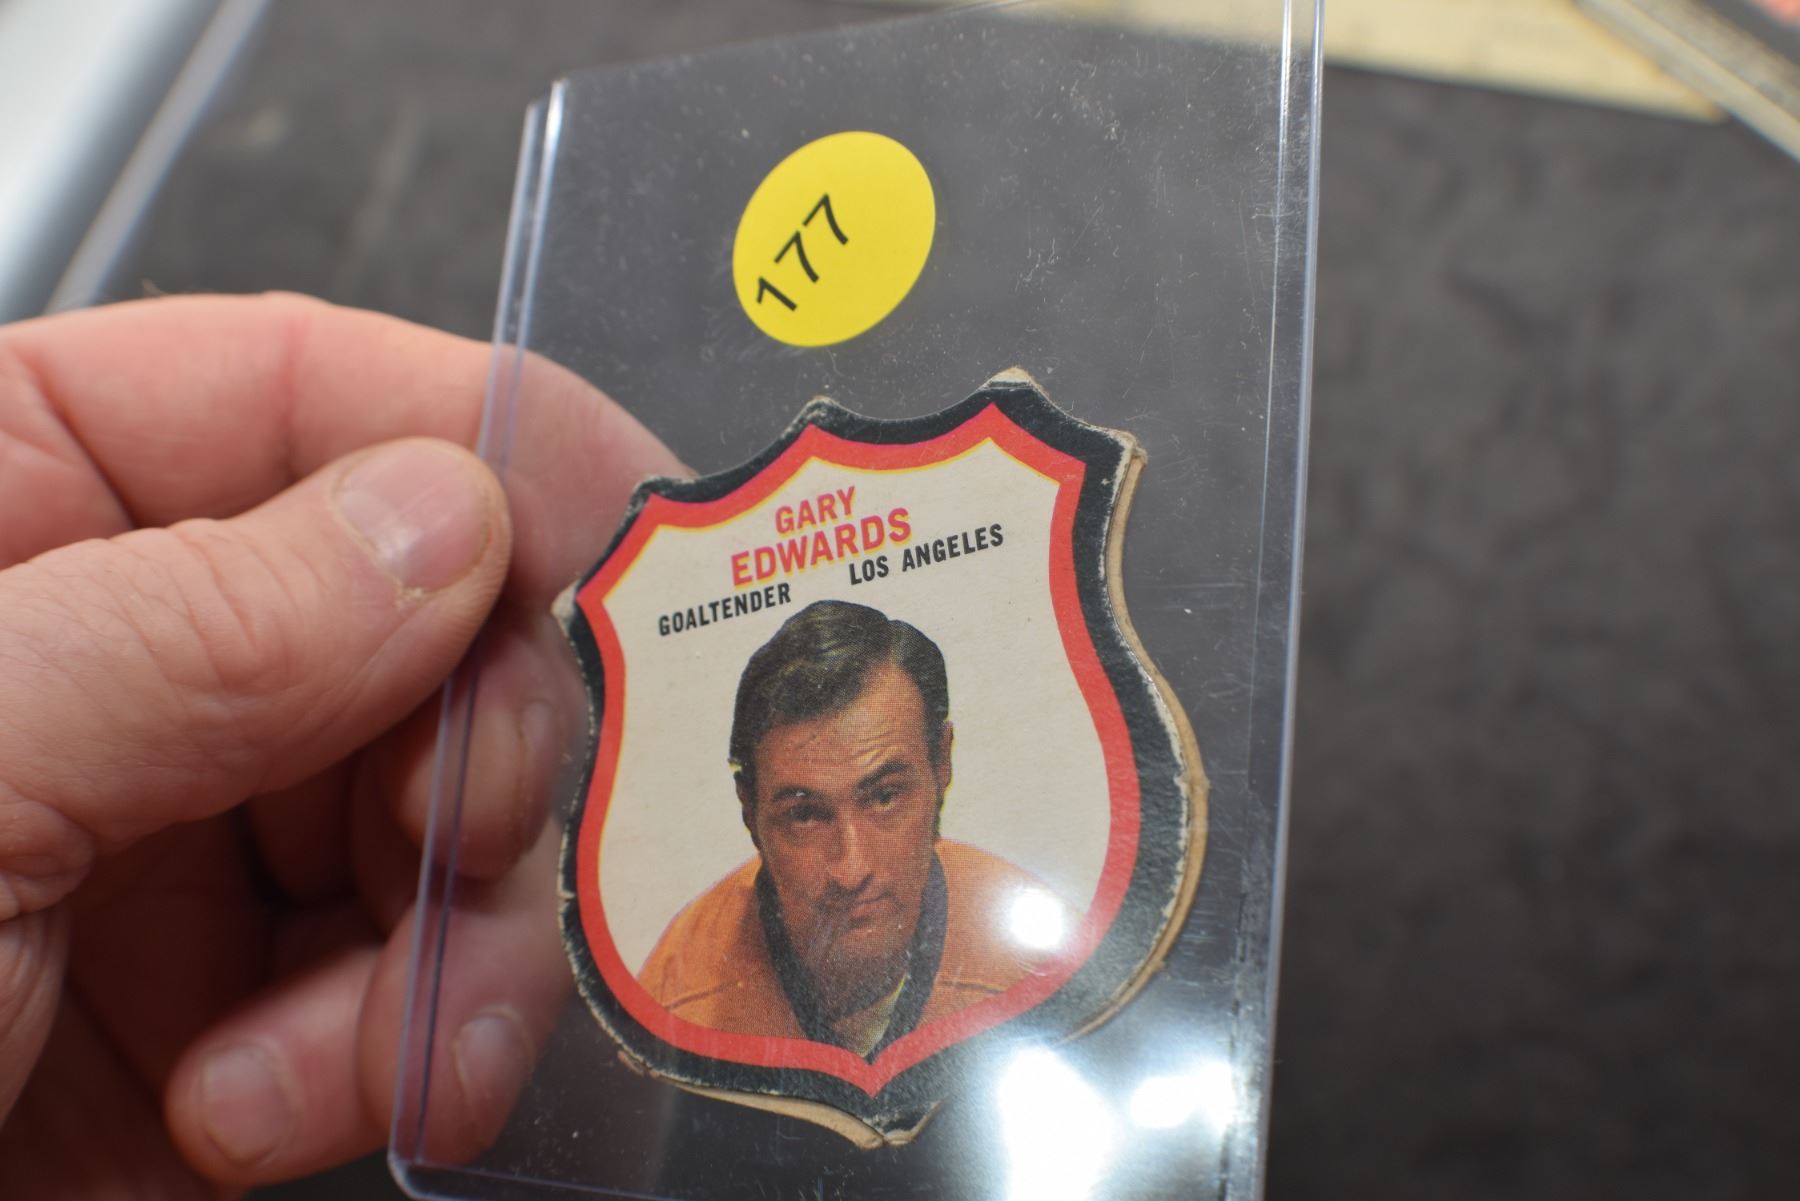 177
GARY
EDWARDS
GOALTENDER LOS ANGELES